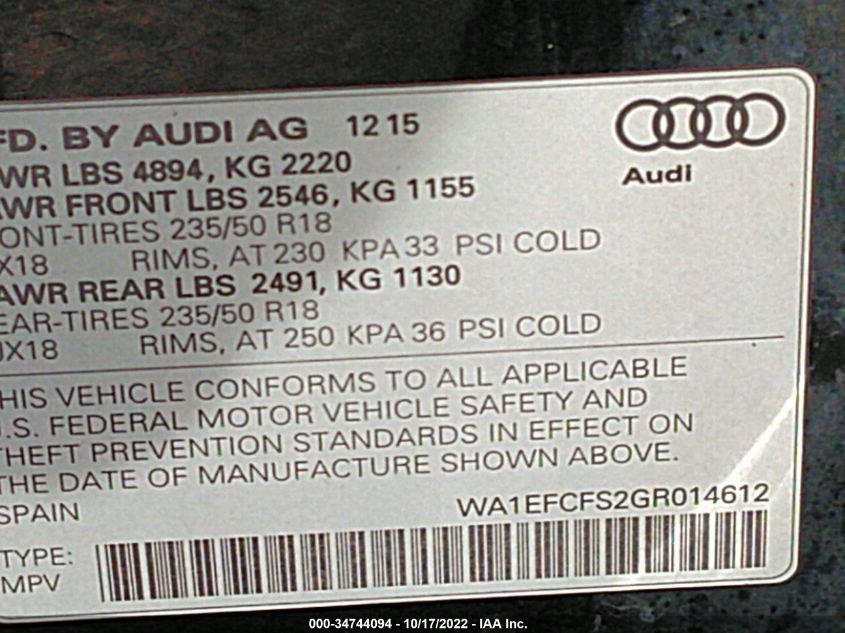 FD. BY AUDI AG 12 15
WR LBS 4894, KG 2220
AWR FRONT LBS 2546, KG 1155
ONT-TIRES 235/50 R18
JX18 RIMS, AT 230 KPA 33 PSI COLD
AWR REAR LBS 2491, KG 1130
EAR-TIRES 235/50 R18
JX18 RIMS, AT 250 KPA 36 PSI COLD
Audi
THIS VEHICLE CONFORMS TO ALL APPLICABLE
U.S. FEDERAL MOTOR VEHICLE SAFETY AND
THEFT PREVENTION STANDARDS IN EFFECT ON
THE DATE OF MANUFACTURE SHOWN ABOVE.
SPAIN WA1EFCFS2GR014612
TYPE:
MPV
000-34744094 - 10/17/2022 - IAA Inc.